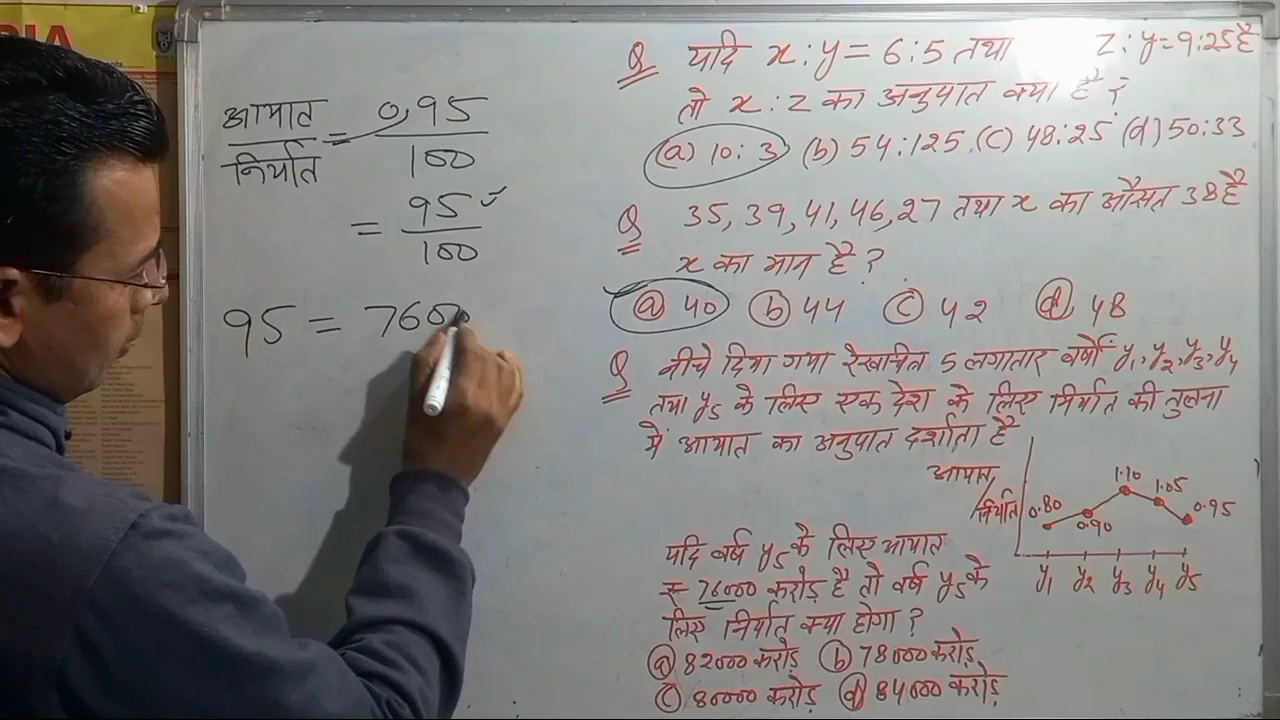 आयात
निर्यात
= 0.95
100
= 95 ✓
100
95 = 7600
Q यदि x : y = 6 : 5 तथा z : y = 9 : 25 है
तो x : z का अनुपात क्या है ?
(a) 10 : 3 (b) 54 : 125 (c) 48 : 25 (d) 50 : 33
Q 35, 39, 41, 46, 27 तथा x का औसत 38 है
x का मान है ?
(a) 40 (b) 44 (c) 42 (d) 48
Q नीचे दिया गया रेखाचित्र 5 लगातार वर्षों y1, y2, y3, y4
तथा y5 के लिए एक देश के लिए निर्यात की तुलना
में आयात का अनुपात दर्शाता है
आयात/
निर्यात
0.80
0.90
1.10
1.05
0.95
y1 y2 y3 y4 y5
यदि वर्ष y5 के लिए आयात
₹ 76000 करोड़ है तो वर्ष y5 के
लिए निर्यात क्या होगा ?
(a) 82000 करोड़ (b) 78000 करोड़
(c) 80000 करोड़ (d) 84000 करोड़